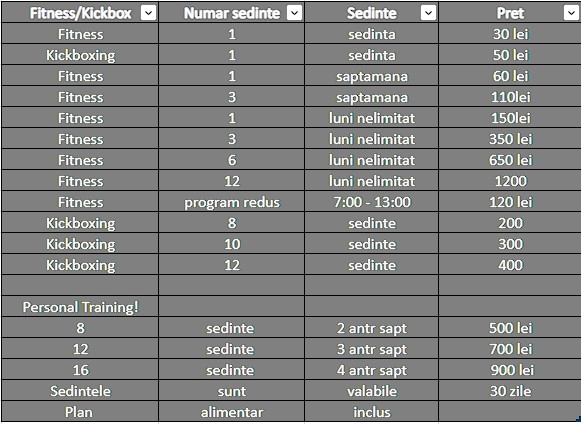 Fitness/Kickbox Numar sedinte Sedinte Pret
Fitness 1 sedinta 30 lei
Kickboxing 1 sedinta 50 lei
Fitness 1 saptamana 60 lei
Fitness 3 saptamana 110lei
Fitness 1 luni nelimitat 150lei
Fitness 3 luni nelimitat 350 lei
Fitness 6 luni nelimitat 650 lei
Fitness 12 luni nelimitat 1200
Fitness program redus 7:00 - 13:00 120 lei
Kickboxing 8 sedinte 200
Kickboxing 10 sedinte 300
Kickboxing 12 sedinte 400
Personal Training!
8 sedinte 2 antr sapt 500 lei
12 sedinte 3 antr sapt 700 lei
16 sedinte 4 antr sapt 900 lei
Sedintele sunt valabile 30 zile
Plan alimentar inclus